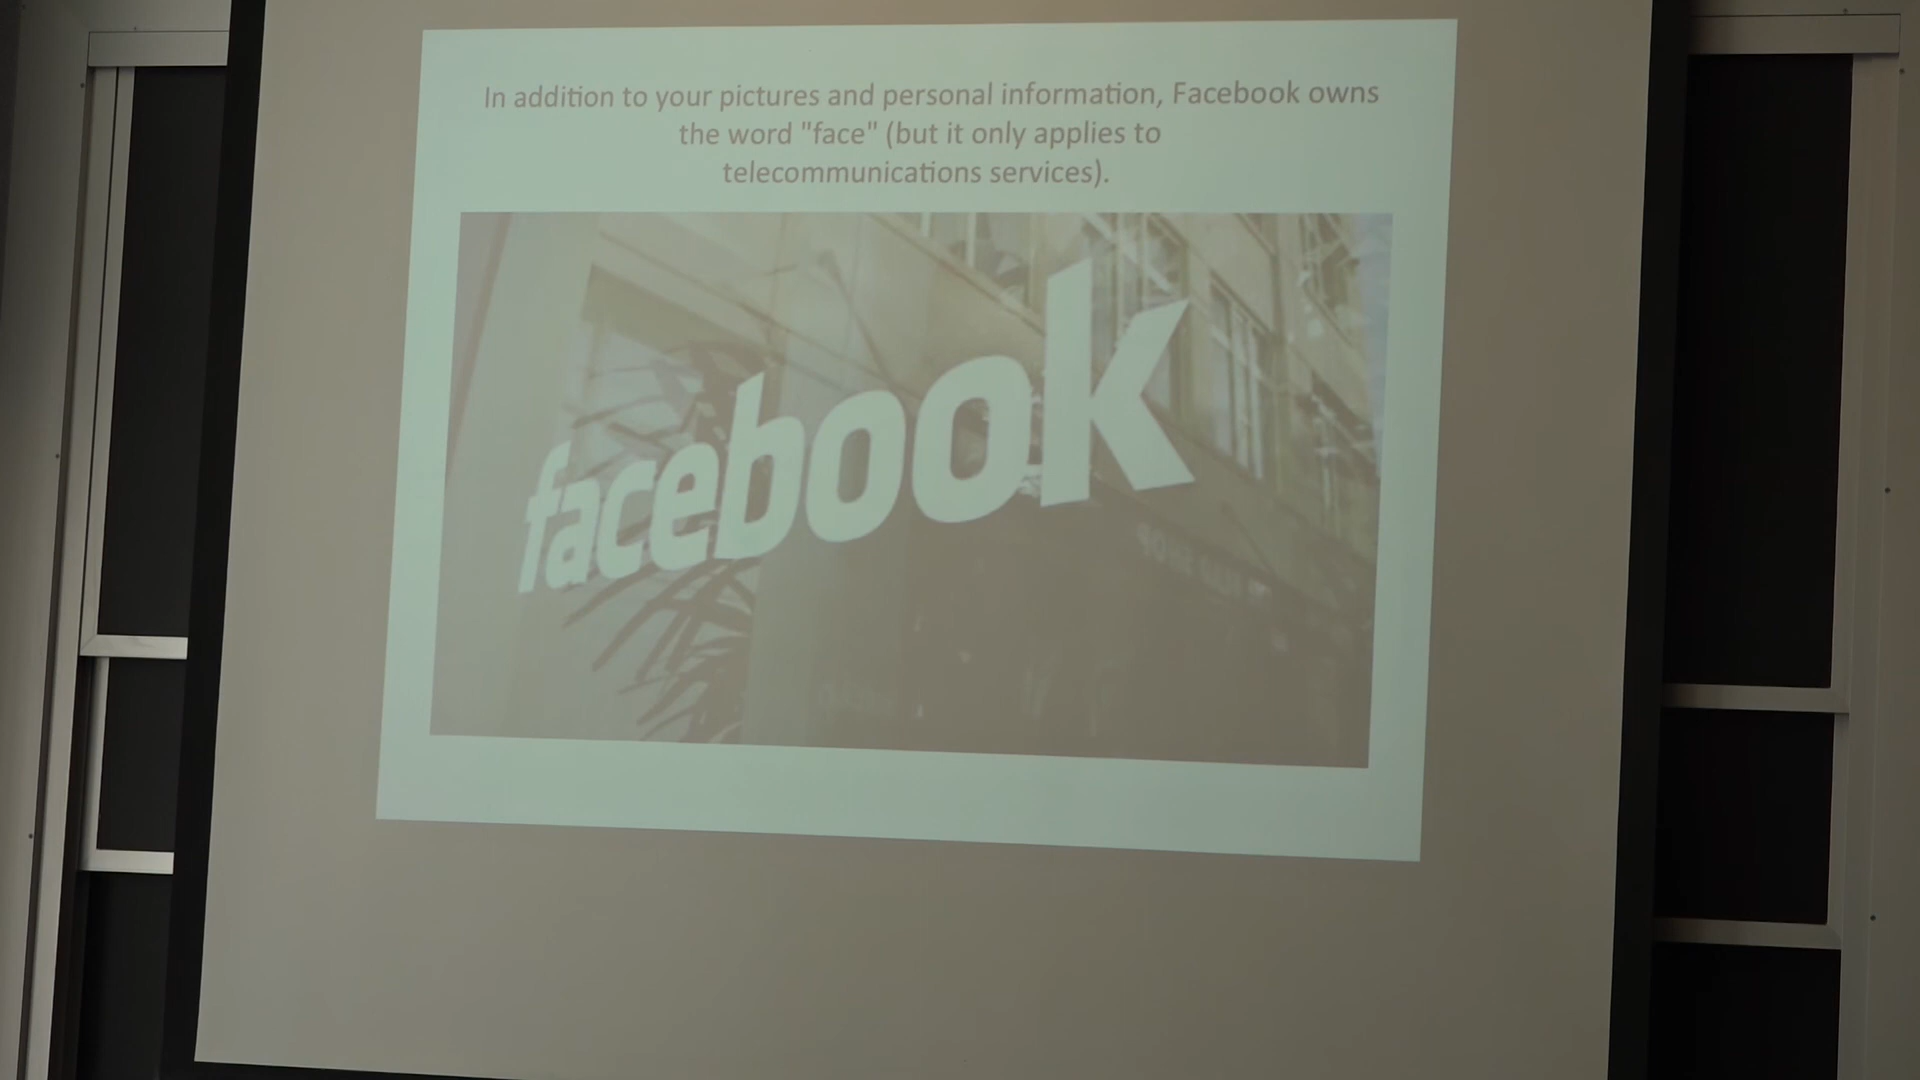 In addition to your pictures and personal information, Facebook owns
the word "face" (but it only applies to
telecommunications services).
facebook